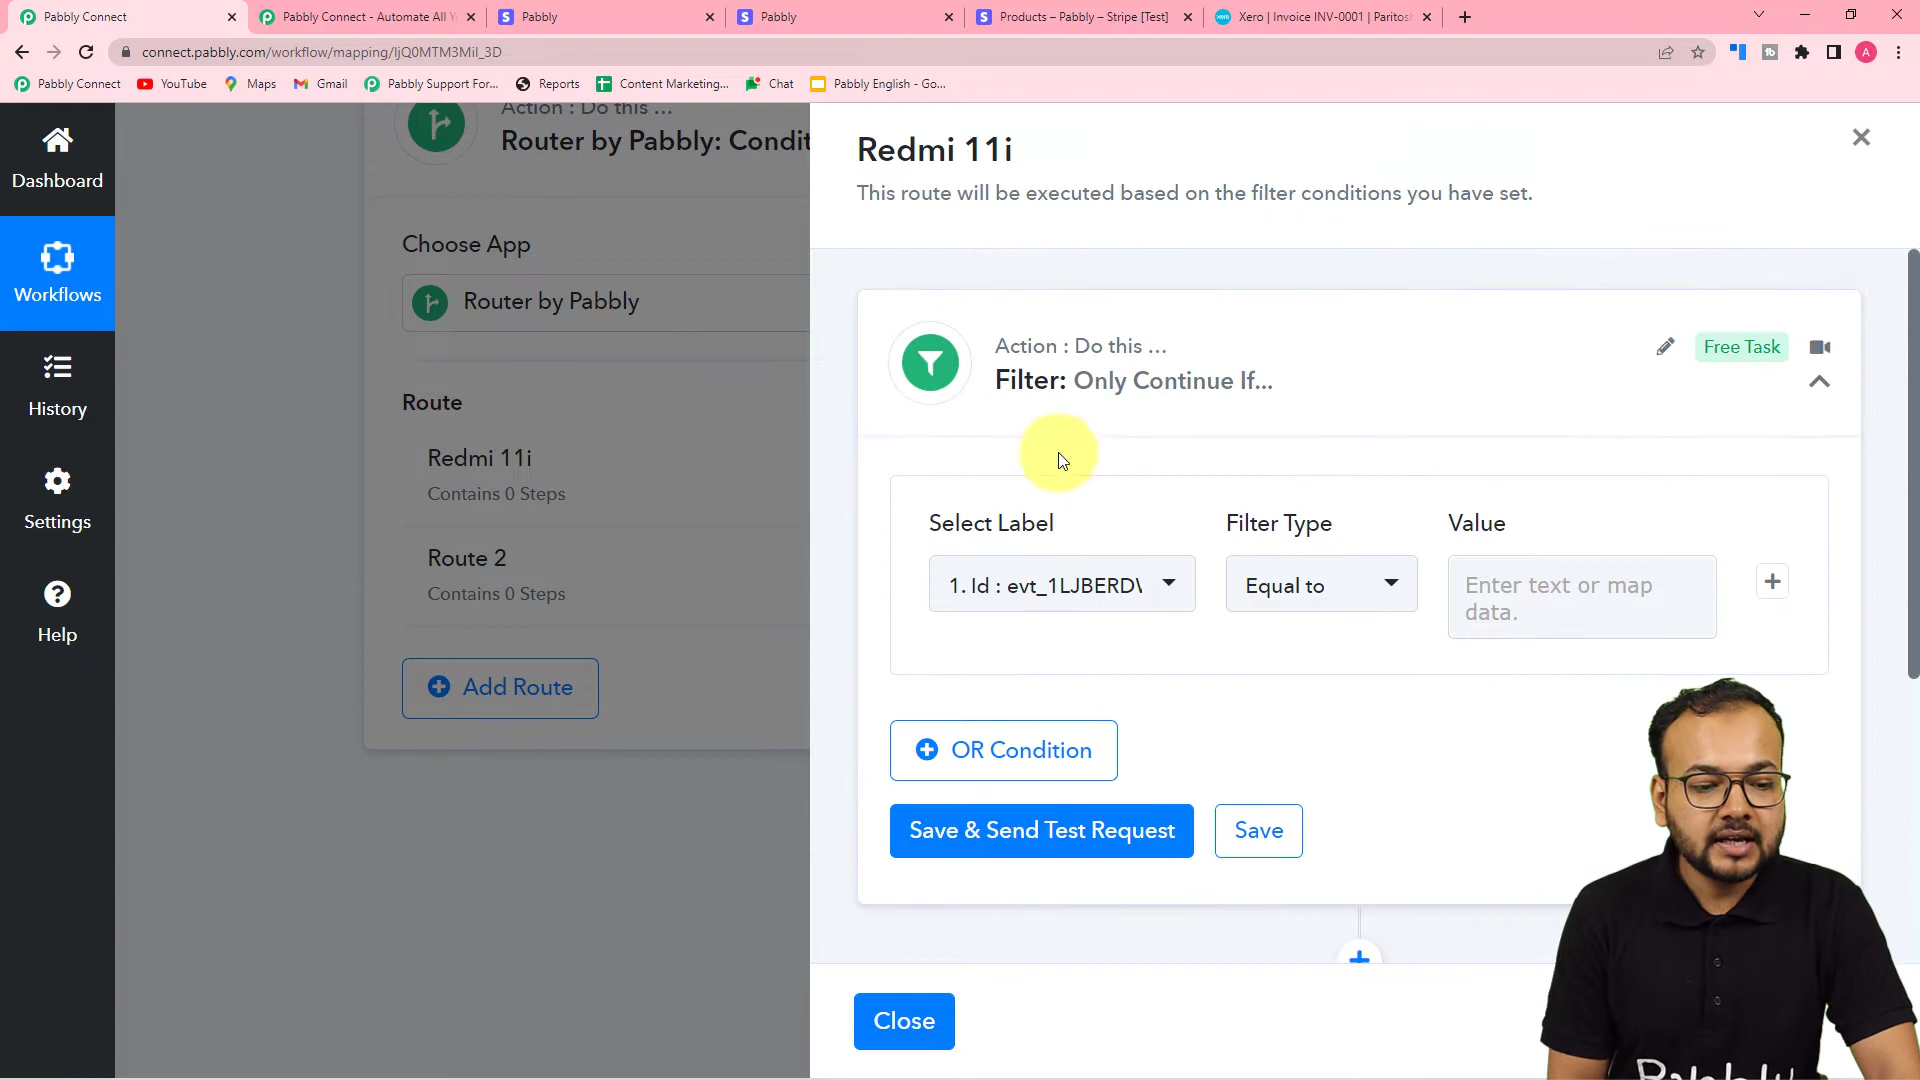 Pabbly Connect
Pabbly Connect - Automate All Y
Pabbly
Pabbly
Products – Pabbly – Stripe [Test]
Xero | Invoice INV-0001 | Paritos
connect.pabbly.com/workflow/mapping/
A
Pabbly Connect
YouTube
Maps
Gmail
Pabbly Support For...
Reports
Content Marketing...
Chat
Pabbly English - Go...
Dashboard
Workflows
History
Settings
Help
Action : Do this ...
Router by Pabbly: Condit
Choose App
Router by Pabbly
Route
Redmi 11i
Contains 0 Steps
Route 2
Contains 0 Steps
Add Route
Redmi 11i
This route will be executed based on the filter conditions you have set.
Action : Do this ...
Filter: Only Continue If...
Free Task
Select Label
Filter Type
Value
1. Id : evt_1LJBERD
Equal to
Enter text or map
data.
OR Condition
Save & Send Test Request
Save
Close
Pabbly